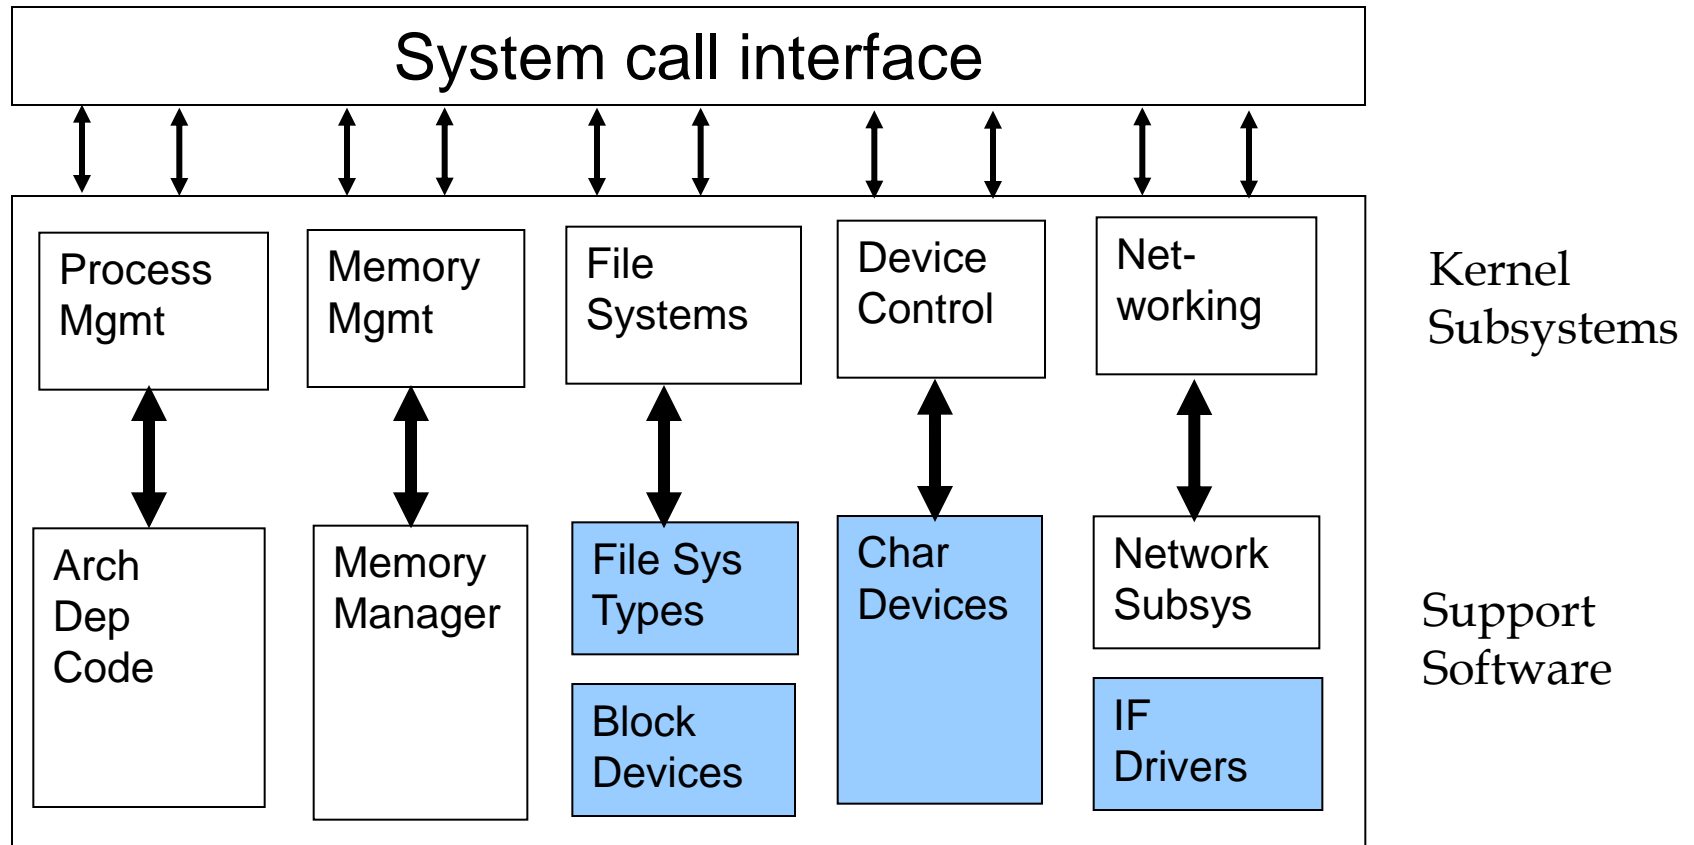 System call interface
Process
Mgmt
Memory
Mgmt
File
Systems
Device
Control
Net-
working
Kernel
Subsystems
Arch
Dep
Code
Memory
Manager
File Sys
Types
Block
Devices
Char
Devices
Network
Subsys
IF
Drivers
Support
Software